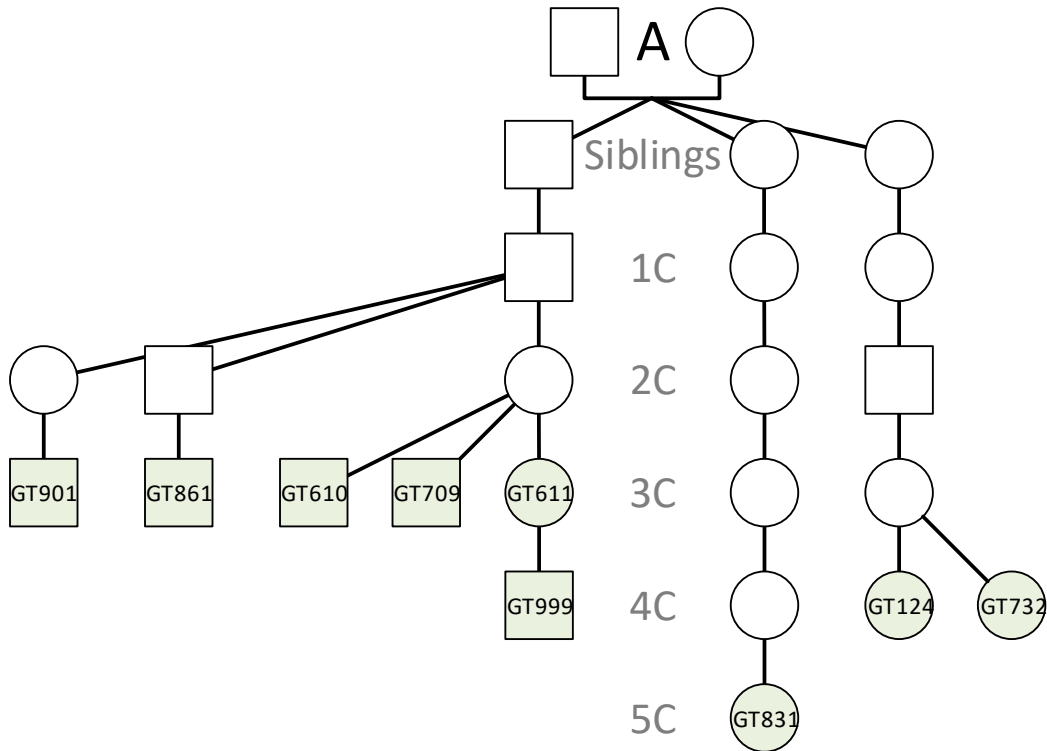 A
Siblings
1C
2C
GT901 GT861 GT610 GT709 GT611 3C
GT999 4C GT124 GT732
5C GT831